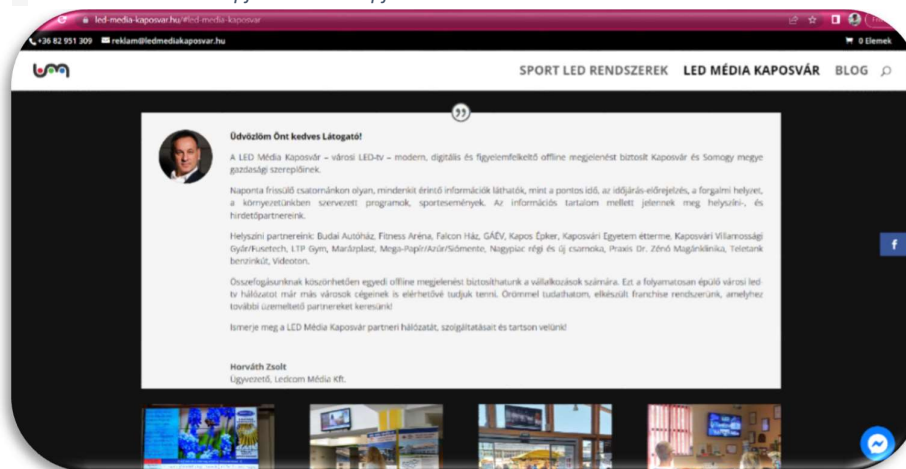 led-media-kaposvar.hu/#led-media-kaposvar
+36 82 951 309 reklam@ledmediakaposvar.hu
0 Elemek
SPORT LED RENDSZEREK LED MÉDIA KAPOSVÁR BLOG
Üdvözlöm Önt kedves Látogató!
A LED Média Kaposvár – városi LED-tv – modern, digitális és figyelemfelkeltő offline megjelenést biztosít Kaposvár és Somogy megye
gazdasági szereplőinek.
Naponta frissülő csatornánkon olyan, mindenkit érintő információk láthatók, mint a pontos idő, az időjárás-előrejelzés, a forgalmi helyzet,
a környezetünkben szervezett programok, sportesemények. Az információs tartalom mellett jelennek meg helyszíni-, és
hirdetőpartnereink.
Helyszíni partnereink: Budai Autóház, Fitness Aréna, Falcon Ház, GÁÉV, Kapos Épker, Kaposvári Egyetem étterme, Kaposvári Villamossági
Gyár/Fusetech, LTP Gym, Marázplast, Mega-Papír/Azúr/Siómente, Nagypiac régi és új csarnoka, Praxis Dr, Zénó Magánklinika, Teletank
benzinkút, Videoton.
Összefogásunknak köszönhetően egyedi offline megjelenést biztosíthatunk a vállalkozások számára. Ezt a folyamatosan épülő városi led-
tv hálózatot már más városok cégeinek is elérhetővé tudjuk tenni. Örömmel tudathatom, elkészült franchise rendszerünk, amelyhez
további üzemeltető partnereket keresünk!
Ismerje meg a LED Média Kaposvár partneri hálózatát, szolgáltatásait és tartson velünk!
Horváth Zsolt
Ügyvezető, Ledcom Média Kft.